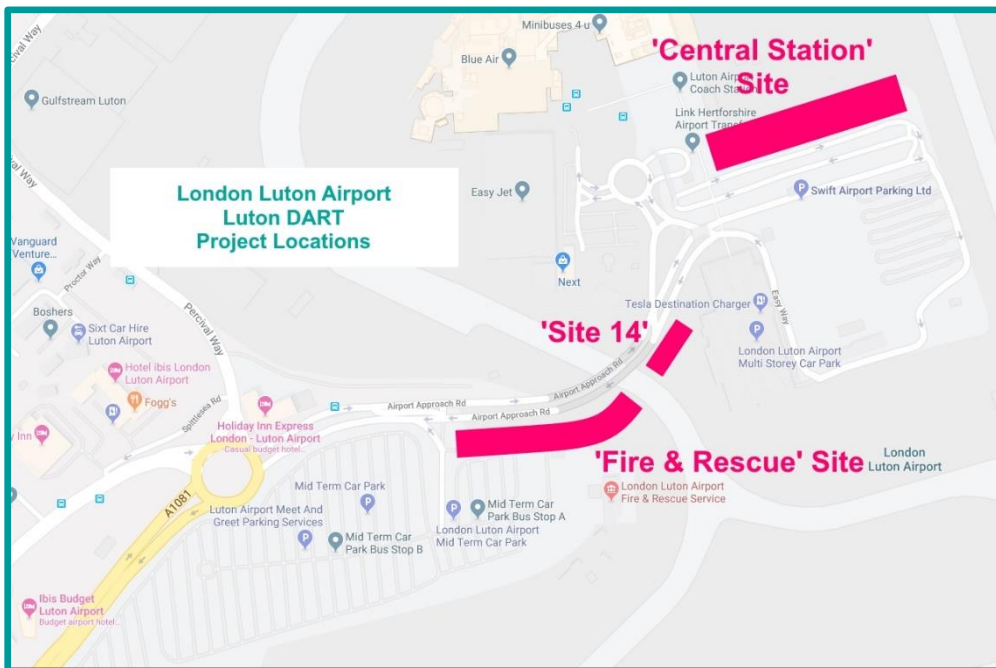 Percival Way
Minibuses 4 u
Blue Air
'Central Station'
Site
Luton Airport
Coach Station
Gulfstream Luton
Link Hertforshire
Airport
London Luton Airport
Luton DART
Project Locations
Percival Way
Easy Jet
Swift Airport Parking Ltd
Vanguard
Venture...
Proctor Way
Next
Percival Way
Boshers
Sixt Car Hire
Luton Airport
Tesla Destination Charger
Easy Way
'Site 14'
London Luton Airport
Multi Storey Car Park
Hotel ibis London
Luton Airport
Fogg's
Spittlesea Rd
Airport Approach Rd
Airport Approach Rd
Airport Approach Rd
Inn
Holiday Inn Express
London - Luton Airport
Casual budget hotel...
'Fire & Rescue' Site
London
Luton Airport
London Luton Airport
Fire & Rescue Service
A1081
Mid Term Car Park
Luton Airport Meet And
Greet Parking Services
Mid Term Car
Park Bus Stop A
Mid Term Car
Park Bus Stop B
London Luton Airport
Mid Term Car Park
Ibis Budget
Luton Airport
Budget airport hotel...